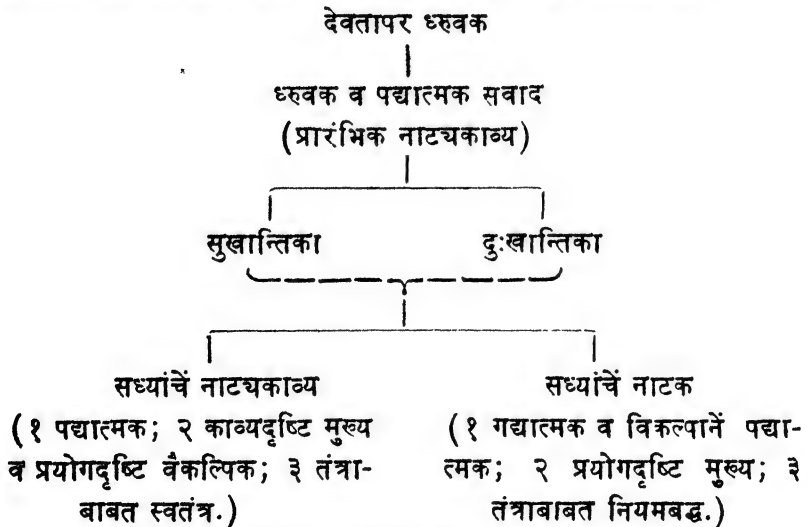 देवतापर ध्रुवक
ध्रुवक व पद्यात्मक सवाद
(प्रारंभिक नाट्यकाव्य)
सुखान्तिका दुःखान्तिका
सध्यांचें नाट्यकाव्य सध्यांचें नाटक
(१ पद्यात्मक; २ काव्यदृष्टि मुख्य (१ गद्यात्मक व विकल्पानें पद्या-
व प्रयोगदृष्टि वैकल्पिक; ३ तंत्रा- त्मक; २ प्रयोगदृष्टि मुख्य; ३
बाबत स्वतंत्र.) तंत्राबाबत नियमबद्ध.)